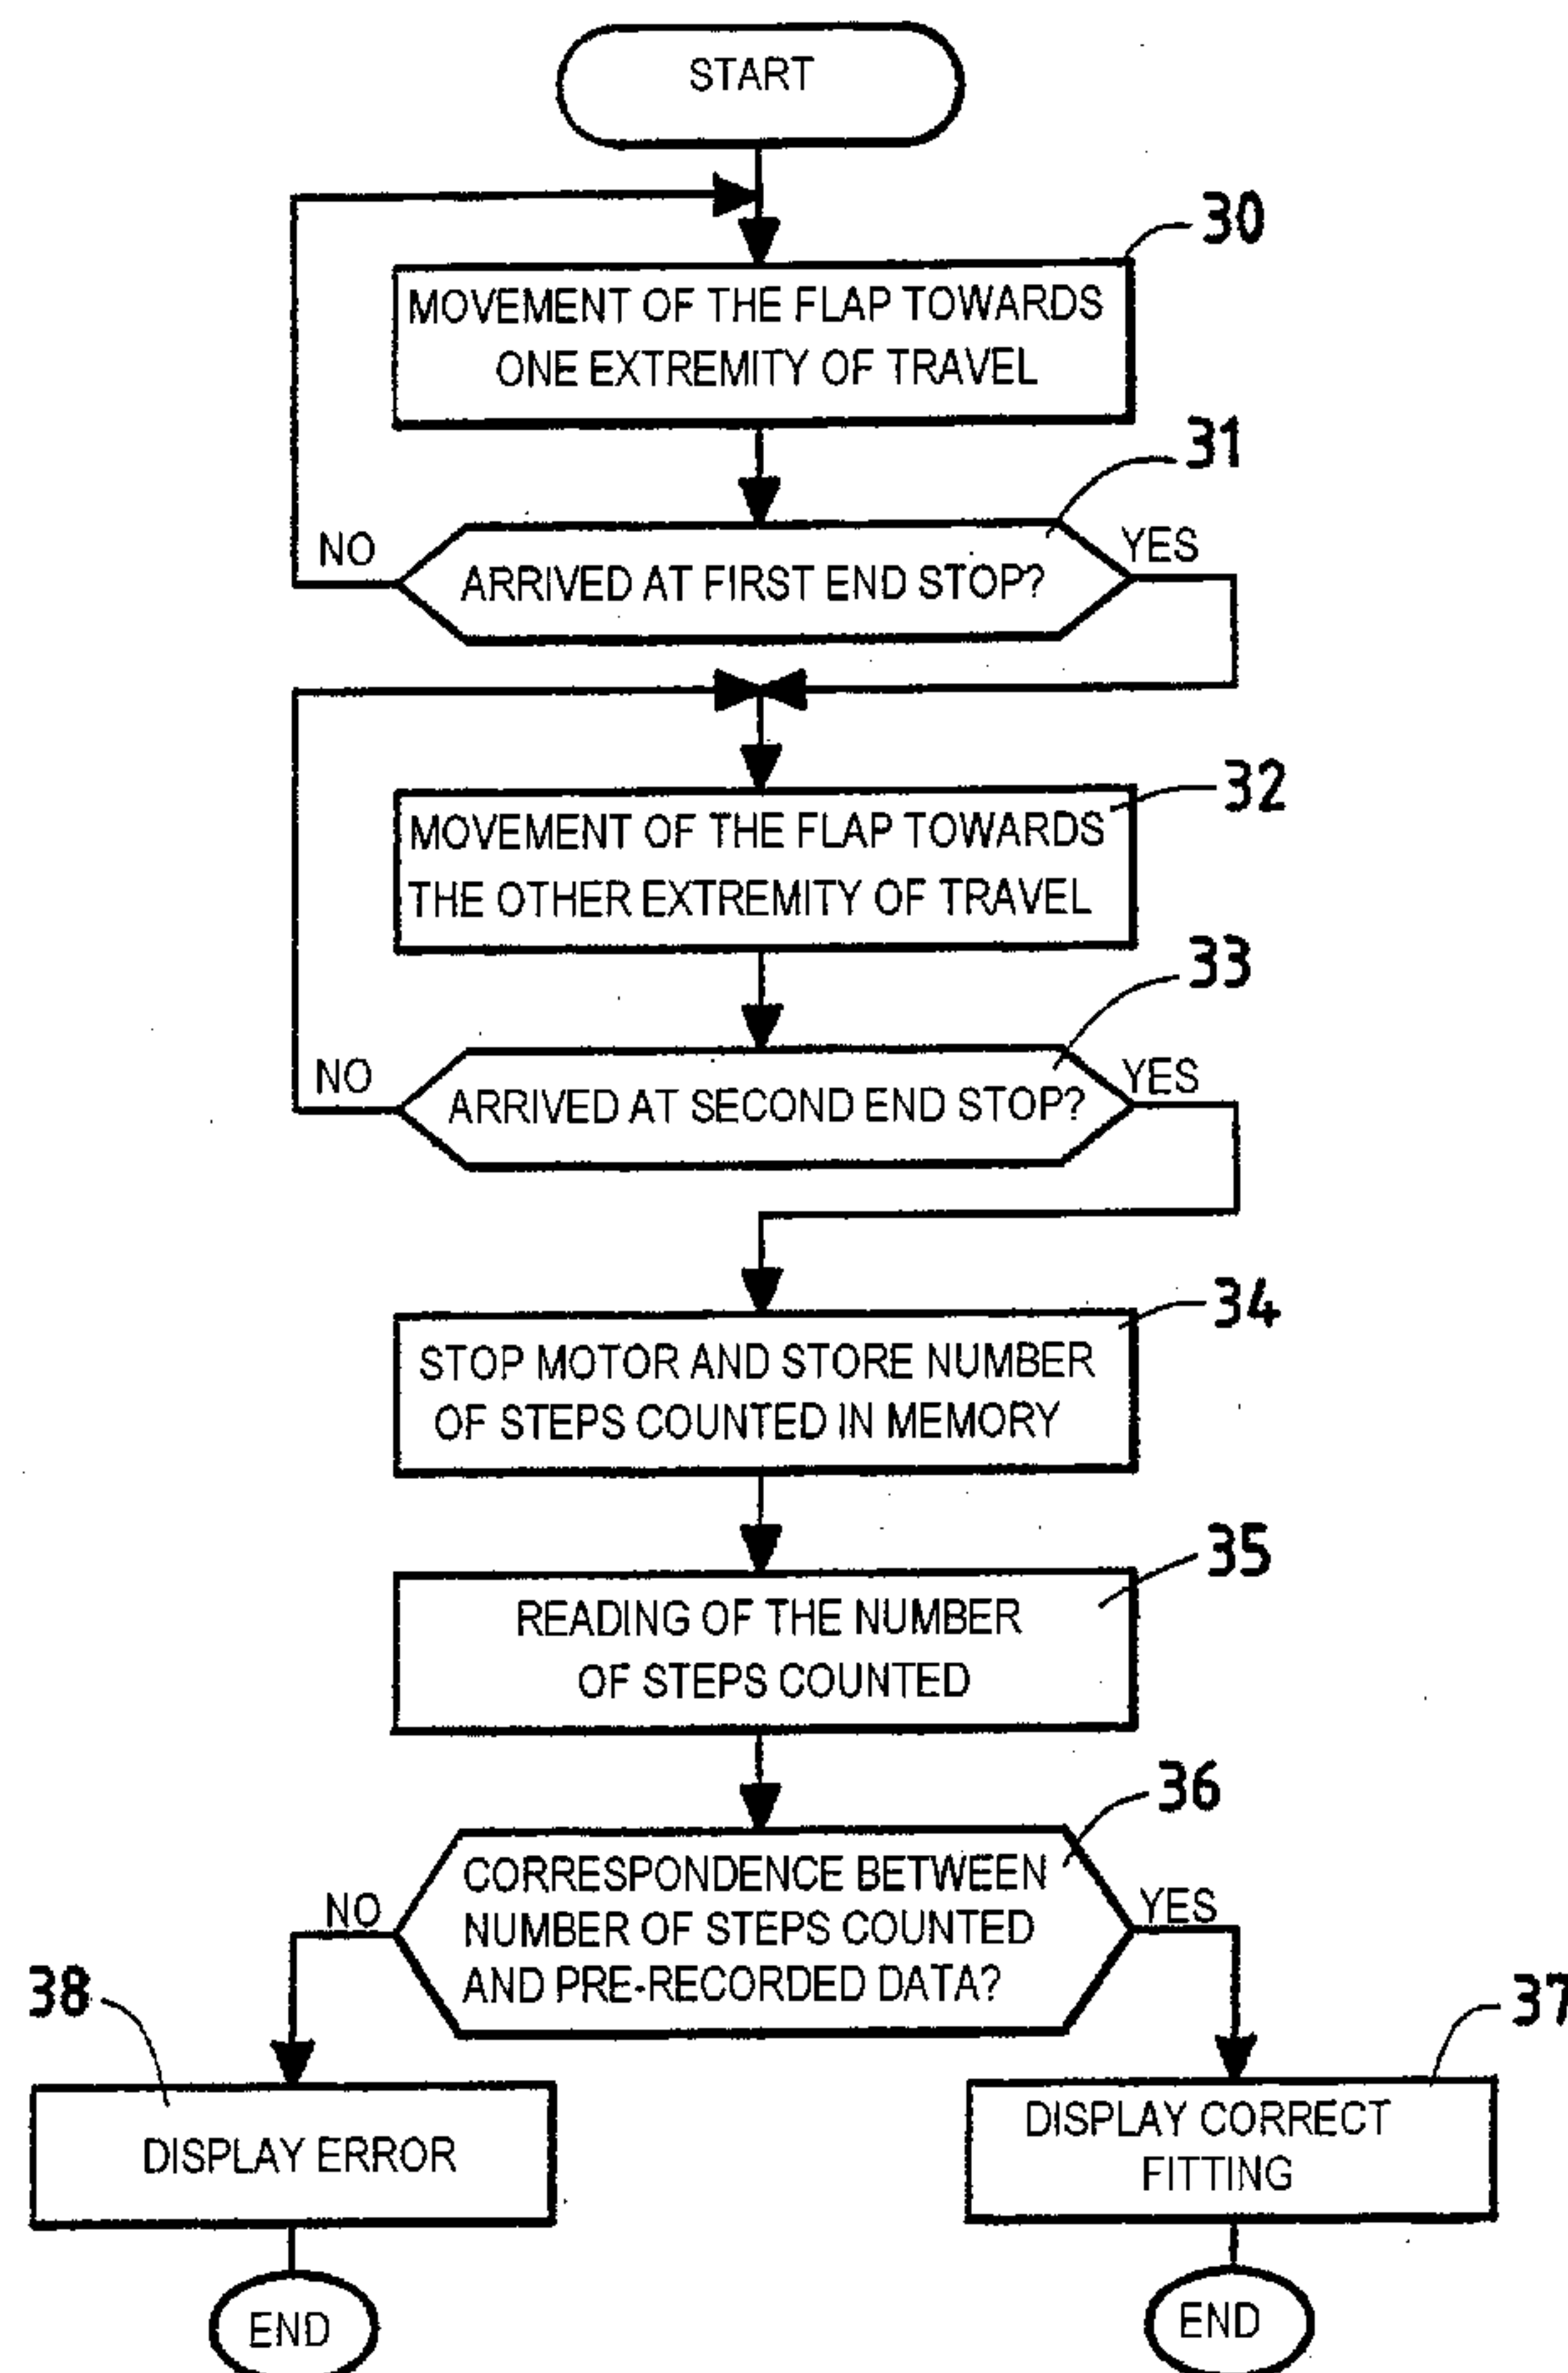 START
30
MOVEMENT OF THE FLAP TOWARDS
ONE EXTREMITY OF TRAVEL
31
NO
YES
ARRIVED AT FIRST END STOP?
32
MOVEMENT OF THE FLAP TOWARDS
THE OTHER EXTREMITY OF TRAVEL
33
NO
YES
ARRIVED AT SECOND END STOP?
34
STOP MOTOR AND STORE NUMBER
OF STEPS COUNTED IN MEMORY
35
READING OF THE NUMBER
OF STEPS COUNTED
36
CORRESPONDENCE BETWEEN
NUMBER OF STEPS COUNTED
AND PRE-RECORDED DATA?
NO
YES
38
37
DISPLAY ERROR
DISPLAY CORRECT
FITTING
END
END